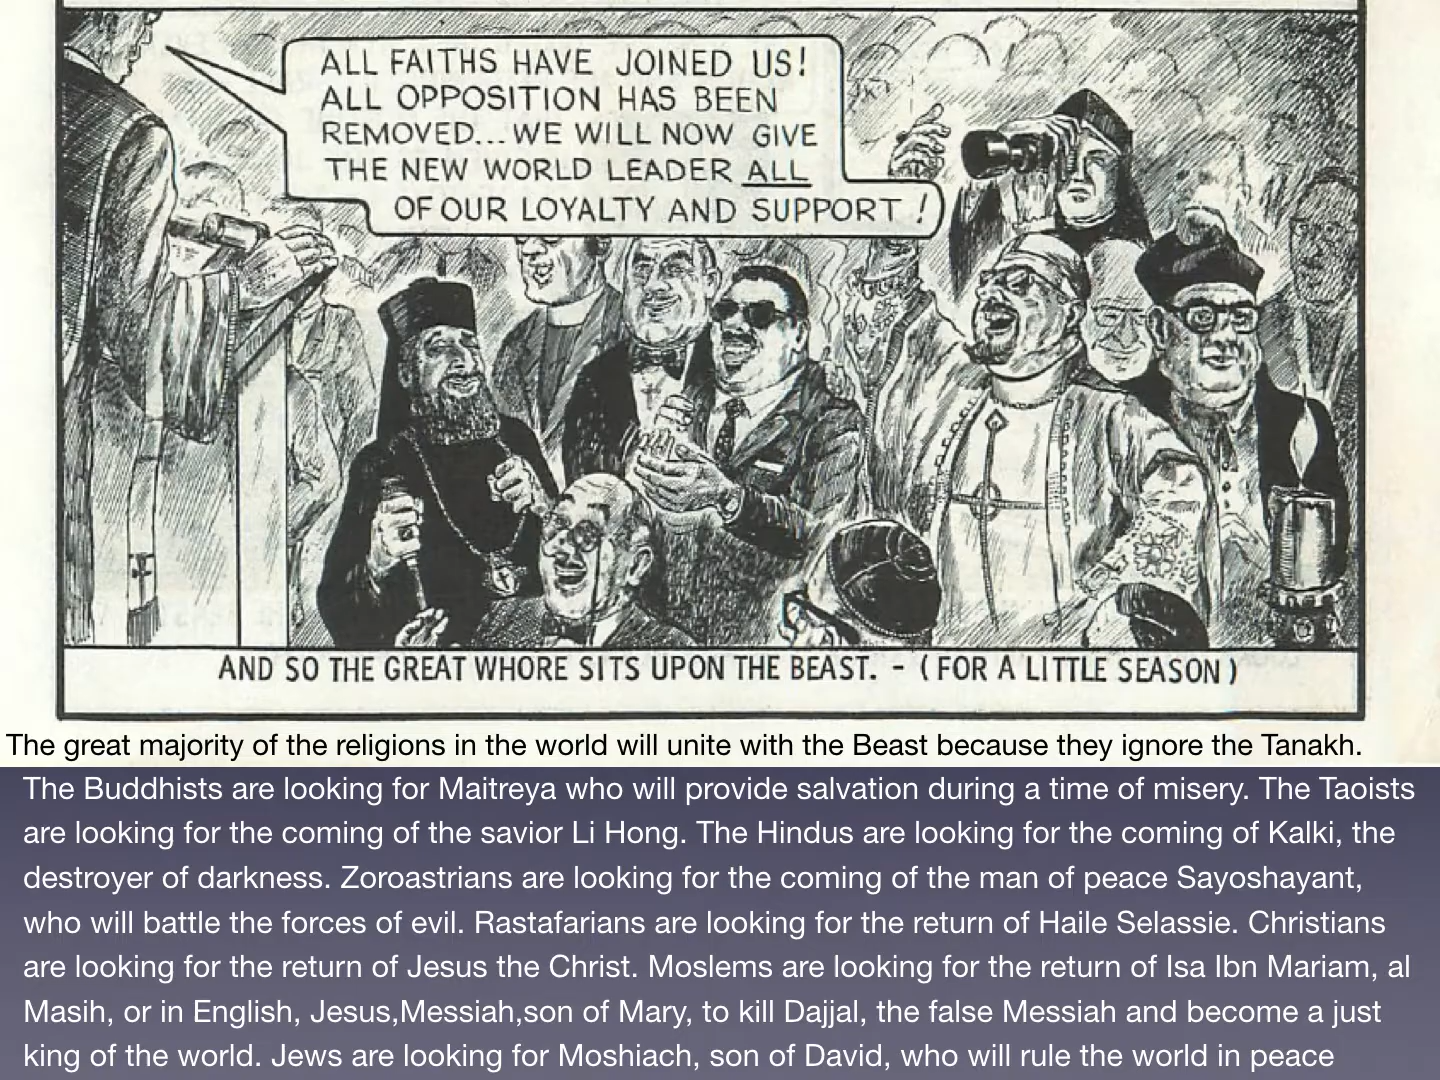 ALL FAITHS HAVE JOINED US!
ALL OPPOSITION HAS BEEN
REMOVED... WE WILL NOW GIVE
THE NEW WORLD LEADER ALL
OF OUR LOYALTY AND SUPPORT!
AND SO THE GREAT WHORE SITS UPON THE BEAST. - (FOR A LITTLE SEASON)
The great majority of the religions in the world will unite with the Beast because they ignore the Tanakh.
The Buddhists are looking for Maitreya who will provide salvation during a time of misery. The Taoists
are looking for the coming of the savior Li Hong. The Hindus are looking for the coming of Kalki, the
destroyer of darkness. Zoroastrians are looking for the coming of the man of peace Sayoshayant,
who will battle the forces of evil. Rastafarians are looking for the return of Haile Selassie. Christians
are looking for the return of Jesus the Christ. Moslems are looking for the return of Isa Ibn Mariam, al
Masih, or in English, Jesus,Messiah,son of Mary, to kill Dajjal, the false Messiah and become a just
king of the world. Jews are looking for Moshiach, son of David, who will rule the world in peace